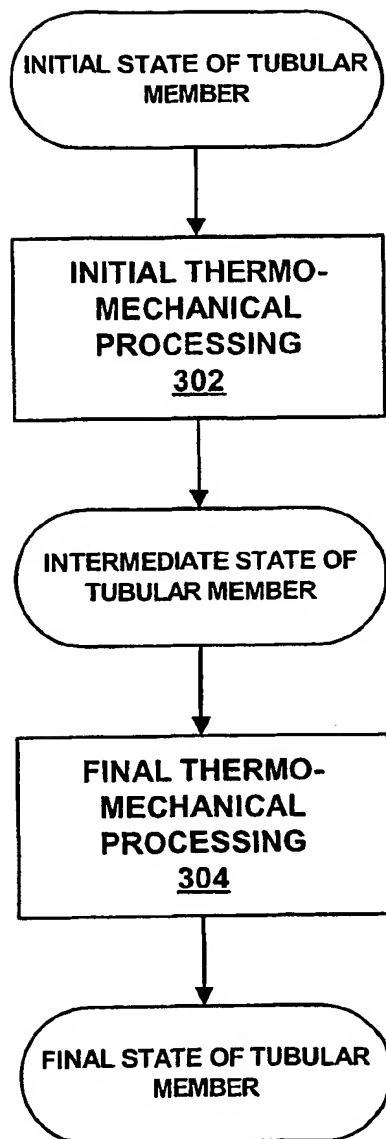 INITIAL STATE OF TUBULAR
MEMBER
INITIAL THERMO-
MECHANICAL
PROCESSING
302
INTERMEDIATE STATE OF
TUBULAR MEMBER
FINAL THERMO-
MECHANICAL
PROCESSING
304
FINAL STATE OF TUBULAR
MEMBER